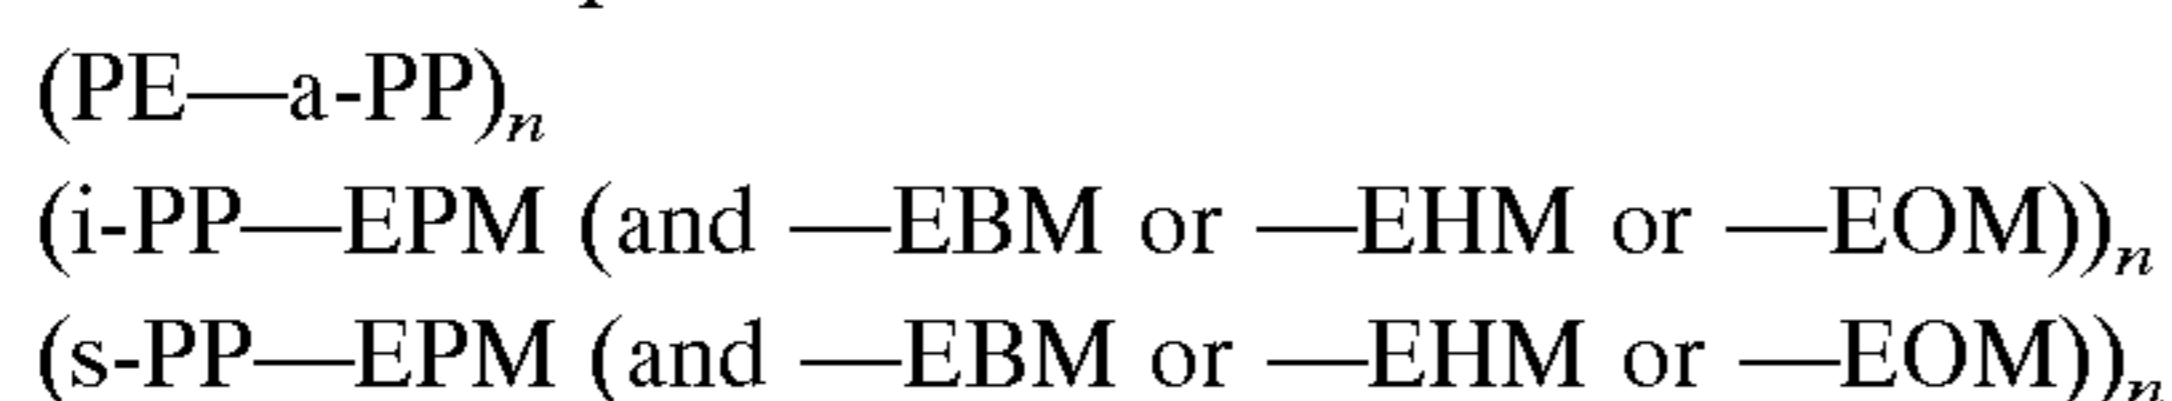 (PE—a-PP)n
(i-PP—EPM (and —EBM or —EHM or —EOM))n
(s-PP—EPM (and —EBM or —EHM or —EOM))n